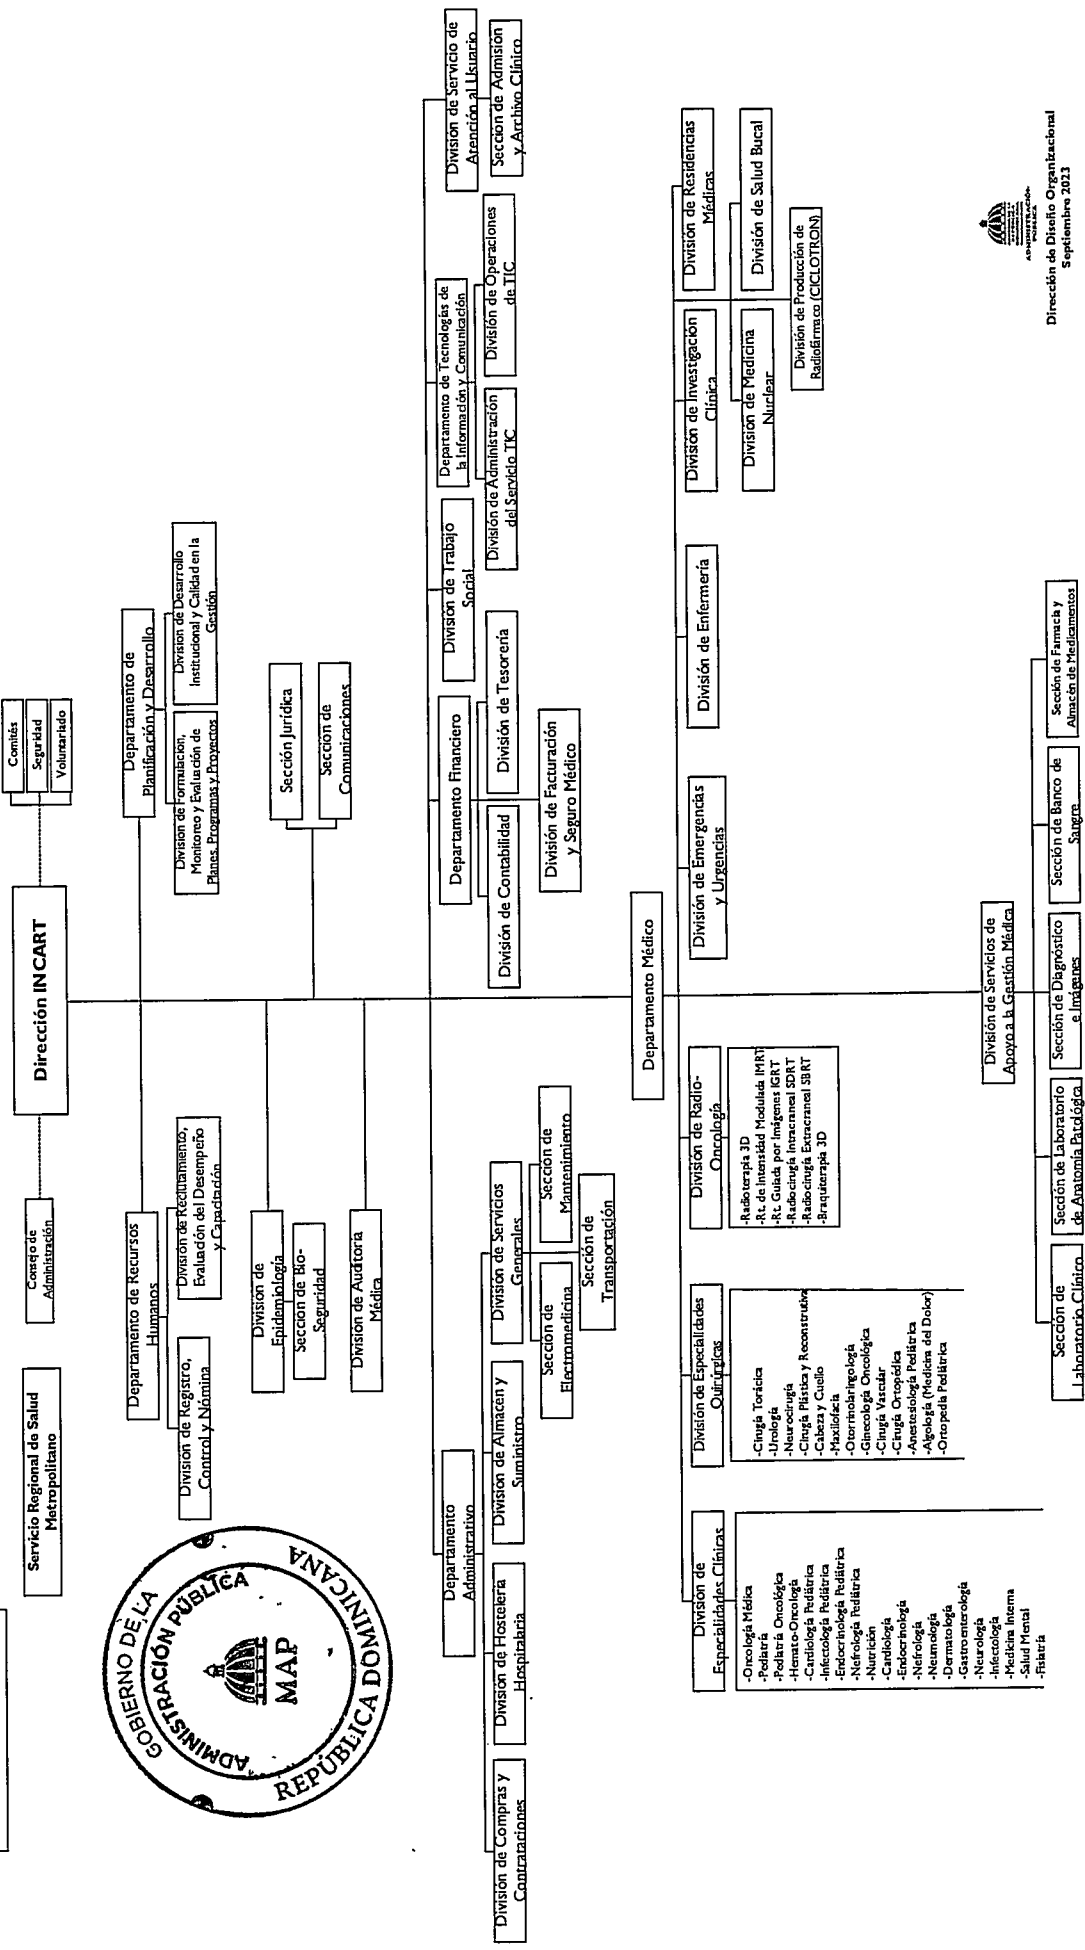 Servicio Regional de Salud
Metropolitano
Consejo de
Administración
Dirección INCART
Comités
Seguridad
Voluntariado
Departamento de Recursos
Humanos
División de Registro,
Control y Nómina
División de Reclutamiento,
Evaluación del Desempeño
y Capacitación
Departamento de
Planificación y Desarrollo
División de Formulación,
Monitoreo y Evaluación de
Planes, Programas y Proyectos
División de Desarrollo
Institucional y Calidad en la
Gestión
División de
Epidemiología
Sección de Bio-
Seguridad
Sección Jurídica
Sección de
Comunicaciones
División de Auditoría
Médica
GOBIERNO DE LA
REPÚBLICA DOMINICANA
ADMINISTRACIÓN PÚBLICA
MAP
Departamento
Administrativo
División de Compras y
Contrataciones
División de Hostelería
Hospitalaria
División de Almacen y
Suministro
División de Servicios
Generales
Sección de
Electromedicina
Sección de
Mantenimiento
Sección de
Transportación
Departamento Financiero
División de Contabilidad
División de Tesorería
División de Facturación
y Seguro Médico
División de Trabajo
Social
Departamento de Tecnologías de
la Información y Comunicación
División de Administración
del Servicio TIC
División de Operaciones
de TIC
División de Servicio de
Atención al Usuario
Sección de Admisión
y Archivo Clínico
Departamento Médico
División de
Especialidades Clínicas
-Oncología Médica
-Pediatría
-Pediatría Oncológica
-Hemato-Oncología
-Cardiología Pediátrica
-Infectología Pediátrica
-Endocrinología Pediátrica
-Nefrología Pediátrica
-Nutrición
-Cardiología
-Endocrinología
-Nefrología
-Neumología
-Dermatología
-Gastroenterología
-Neurología
-Infectología
-Medicina Interna
-Salud Mental
-Fisiatría
División de Especialidades
Quirúrgicas
-Cirugía Torácica
-Urología
-Neurocirugía
-Cirugía Plástica y Reconstrutiva
-Cabeza y Cuello
-Maxilofacia
-Otorrinolaringología
-Ginecología Oncológica
-Cirugía Vascular
-Cirugía Ortopédica
-Anestesiología Pediátrica
-Algología (Medicina del Dolor)
-Ortopedia Pediátrica
División de Radio-
Oncología
-Radioterapia 3D
-Rt. de Intensidad Modulada IMRT
-Rt. Guiada por Imágenes IGRT
-Radiocirugía Intracraneal SDRT
-Radiocirugía Extracraneal SBRT
-Braquiterapia 3D
División de Emergencias
y Urgencias
División de Enfermería
División de Investigación
Clínica
División de Residencias
Médicas
División de Medicina
Nuclear
División de Salud Bucal
División de Producción de
Radiofármaco (CICLOTRON)
División de Servicios de
Apoyo a la Gestión Médica
Sección de
Laboratorio Clínico
Sección de Laboratorio
de Anatomía Patológica
Sección de Diagnóstico
e Imágenes
Sección de Banco de
Sangre
Sección de Farmacia y
Almacén de Medicamentos
ADMINISTRACIÓN
PÚBLICA
Dirección de Diseño Organizacional
Septiembre 2023